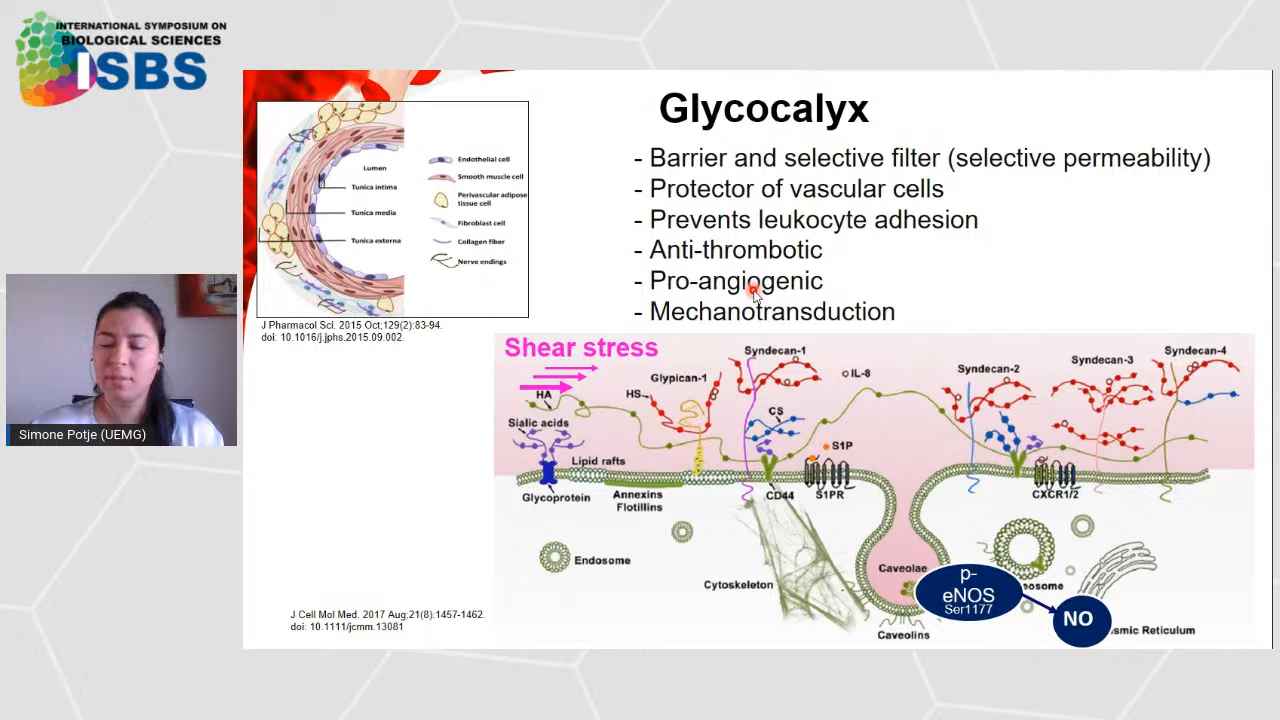 INTERNATIONAL SYMPOSIUM ON
BIOLOGICAL SCIENCES
ISBS
Simone Potje (UEMG)
Glycocalyx
- Barrier and selective filter (selective permeability)
- Protector of vascular cells
- Prevents leukocyte adhesion
- Anti-thrombotic
- Pro-angiogenic
- Mechanotransduction
Lumen
Tunica intima
Tunica media
Tunica externa
Endothelial cell
Smooth muscle cell
Perivascular adipose
tissue cell
Fibroblast cell
Collagen fiber
Nerve endings
J Pharmacol Sci. 2015 Oct;129(2):83-94.
doi: 10.1016/j.jphs.2015.09.002.
Shear stress
HA
Sialic acids
Glycoprotein
Lipid rafts
Annexins
Flotillins
HS
Glypican-1
Syndecan-1
IL-8
CS
S1P
CD44
S1PR
Syndecan-2
Syndecan-3
Syndecan-4
CXCR1/2
Endosome
Cytoskeleton
Caveolae
Caveolins
p-
eNOS
Ser1177
NO
Reticulum
J Cell Mol Med. 2017 Aug;21(8):1457-1462.
doi: 10.1111/jcmm.13081